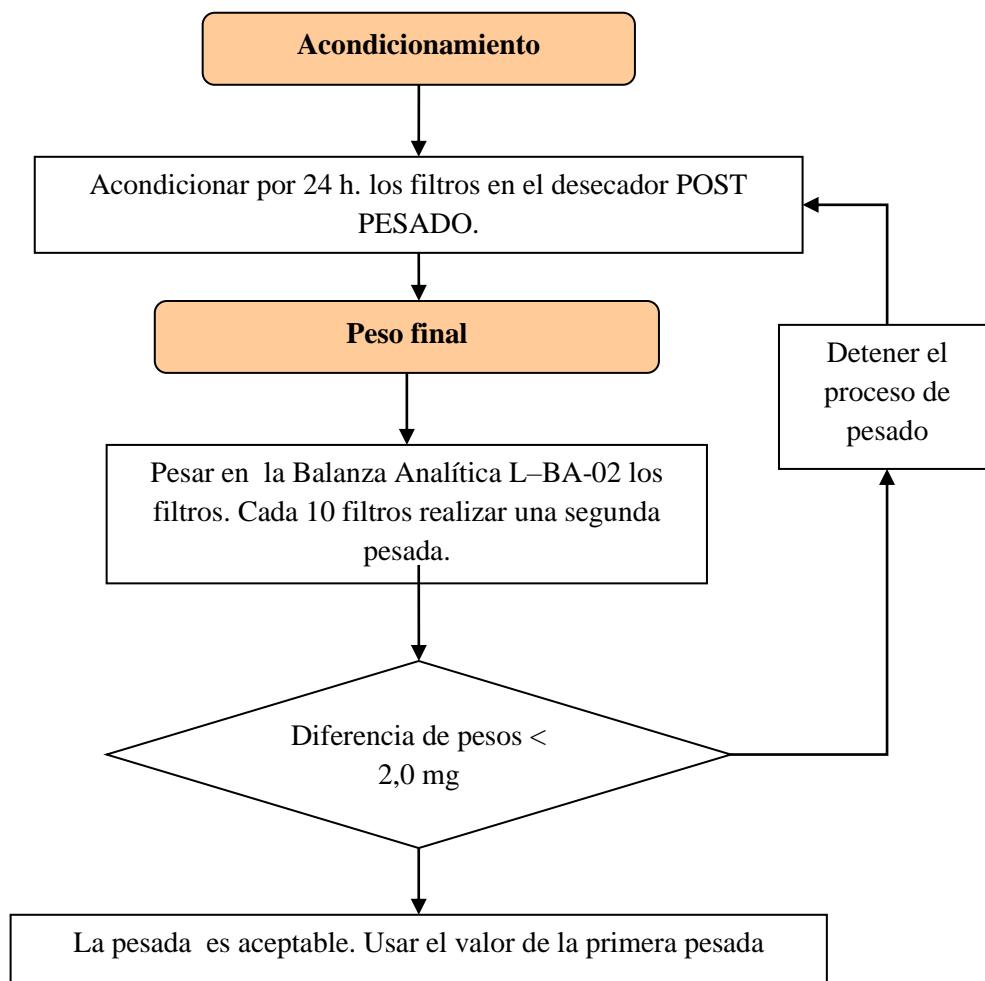 Acondicionamiento
Acondicionar por 24 h. los filtros en el desecador POST
PESADO.
Peso final
Detener el
proceso de
pesado
Pesar en  la Balanza Analítica L–BA-02 los
filtros. Cada 10 filtros realizar una segunda
pesada.
Diferencia de pesos <
2,0 mg
La pesada  es aceptable. Usar el valor de la primera pesada